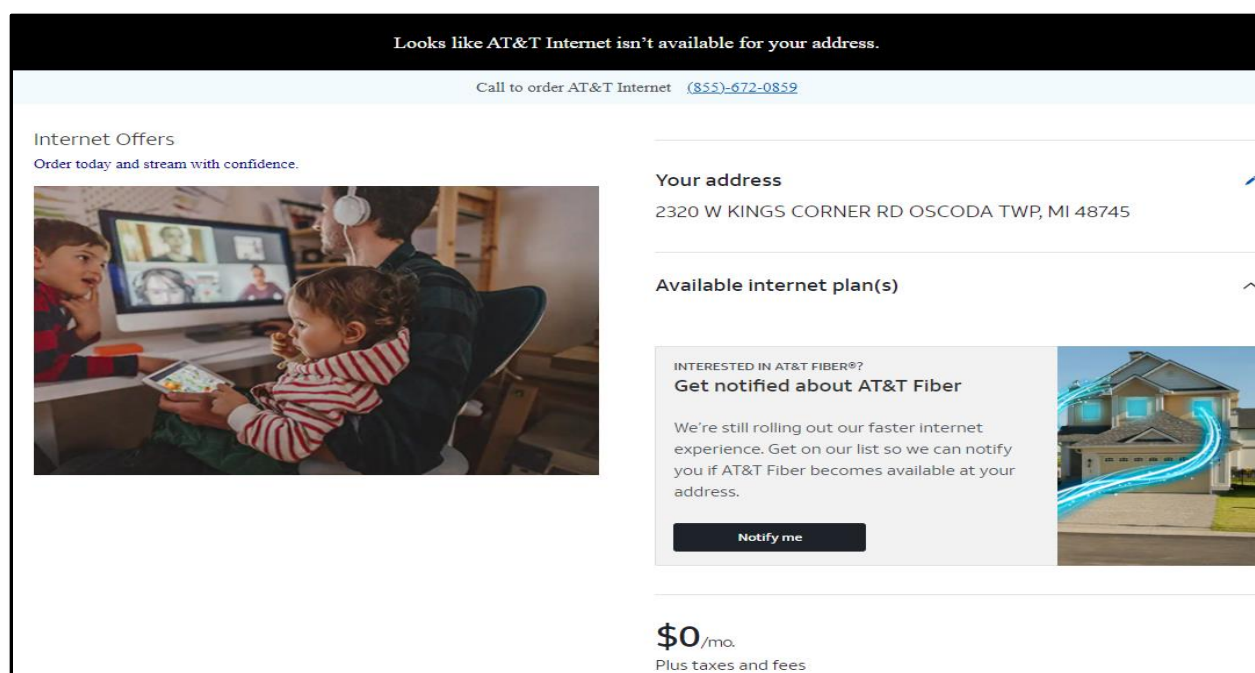 Looks like AT&T Internet isn’t available for your address.
Call to order AT&T Internet (855)-672-0859
Internet Offers
Order today and stream with confidence.
Your address
2320 W KINGS CORNER RD OSCODA TWP, MI 48745
Available internet plan(s)
INTERESTED IN AT&T FIBER®?
Get notified about AT&T Fiber
We’re still rolling out our faster internet
experience. Get on our list so we can notify
you if AT&T Fiber becomes available at your
address.
Notify me
$0/mo.
Plus taxes and fees